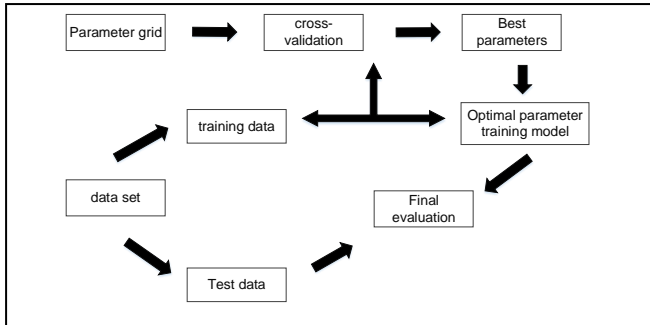 Parameter grid
cross-
validation
Best
parameters
training data
Optimal parameter
training model
data set
Final
evaluation
Test data